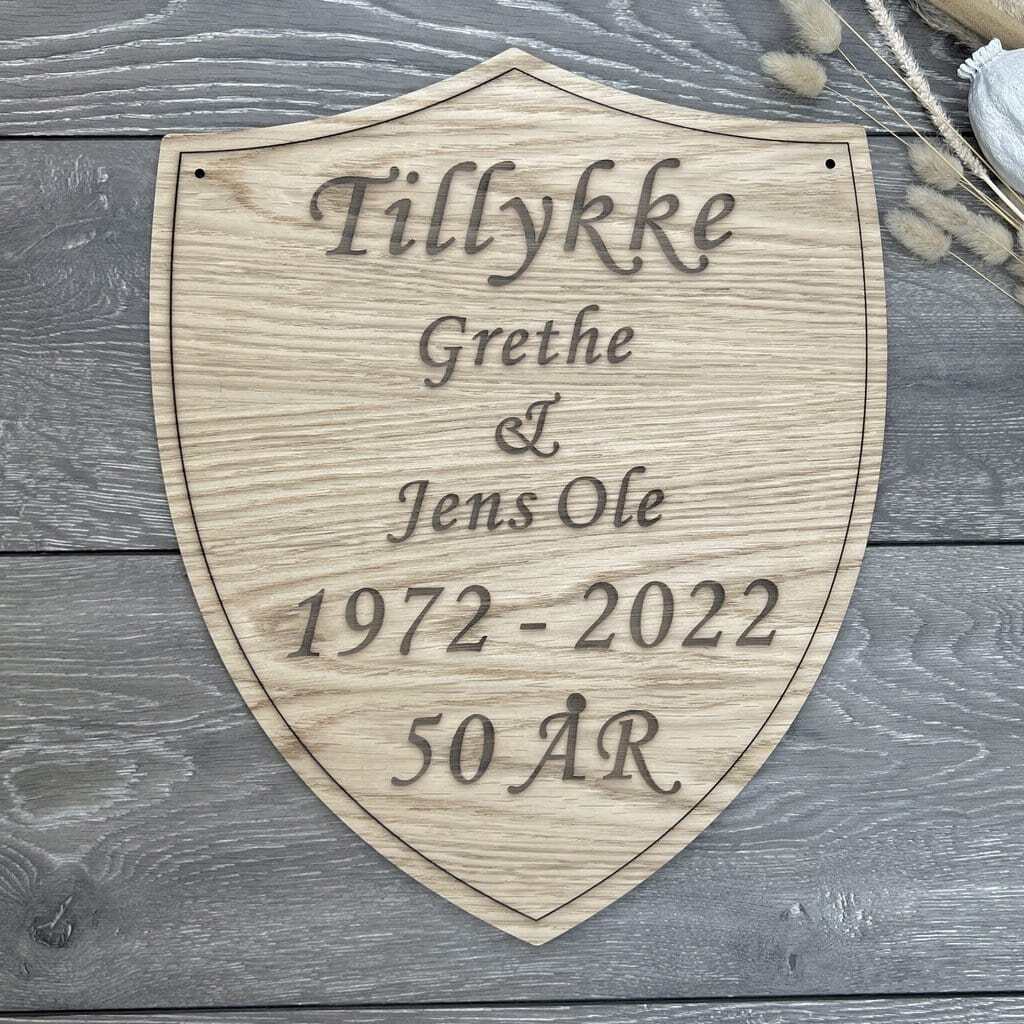 Tillykke
Grethe
&
Jens Ole
1972 - 2022
50 ÅR